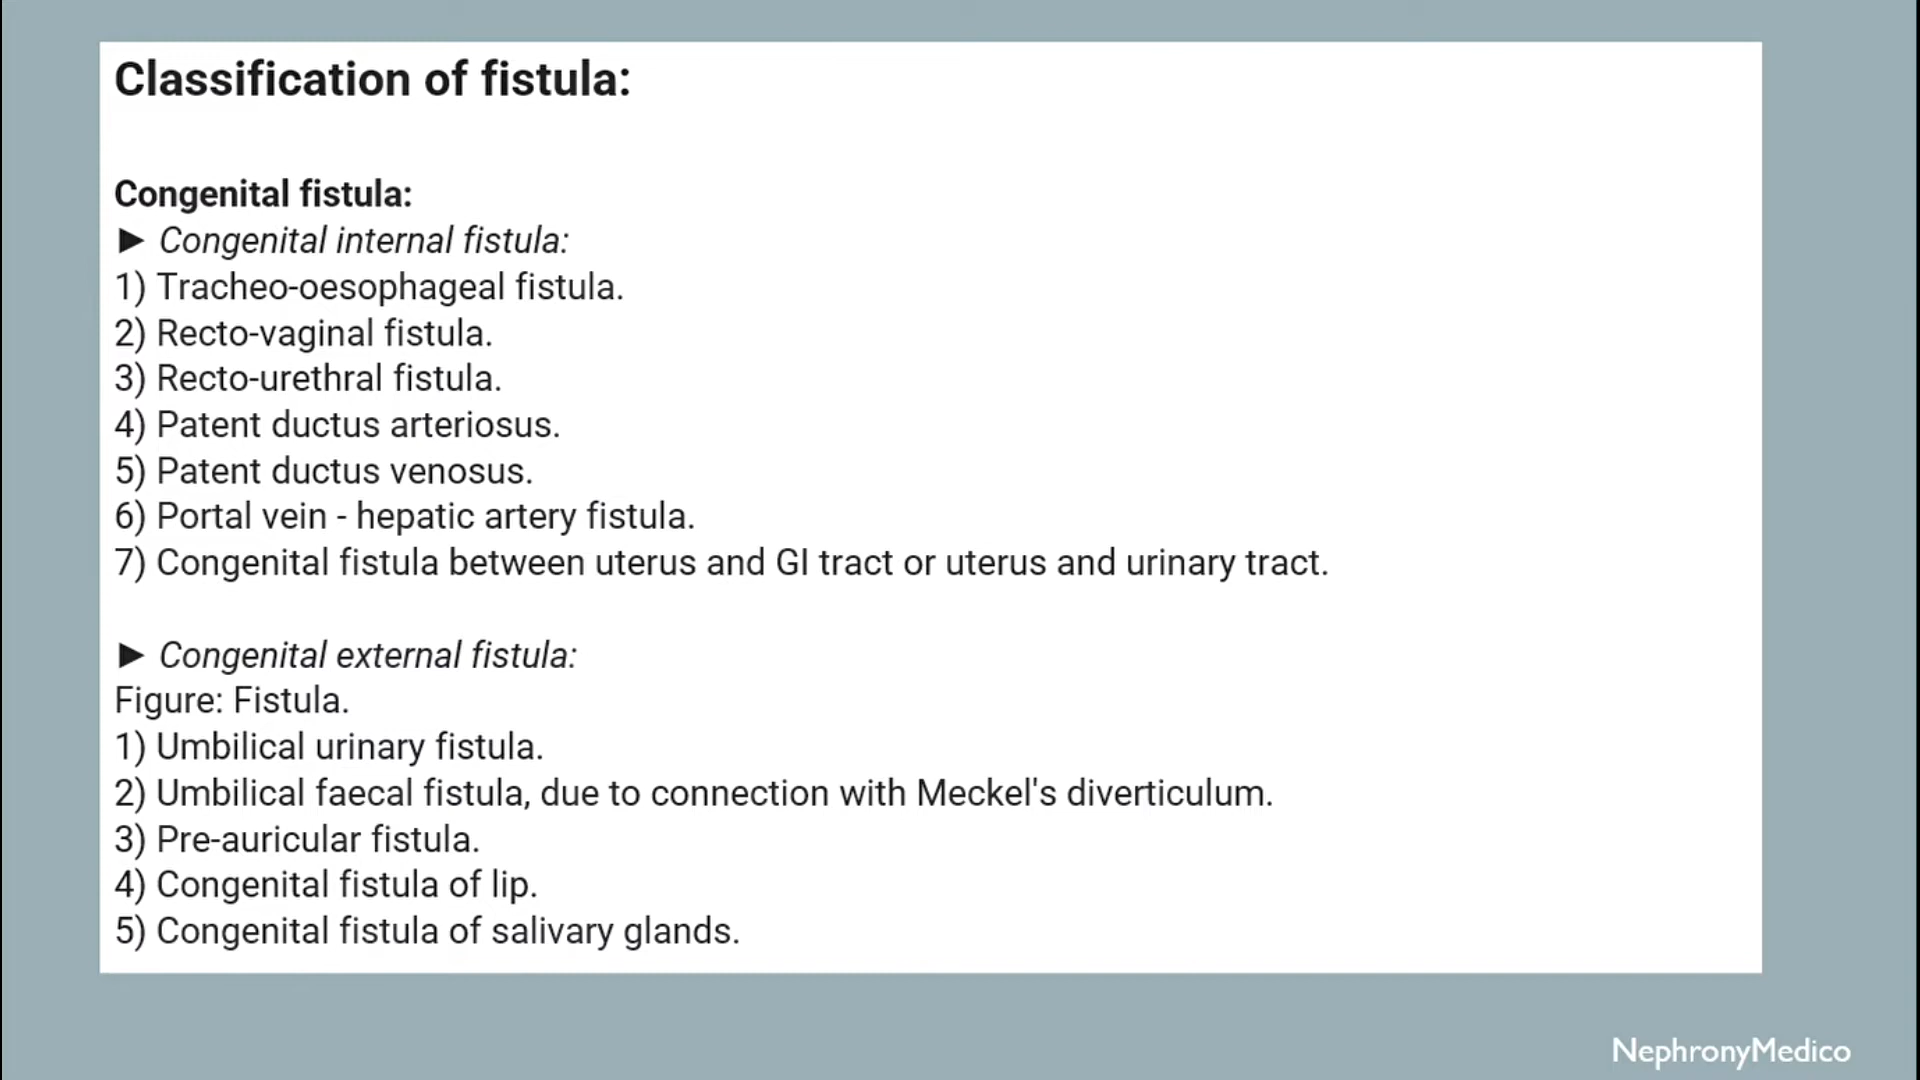 Classification of fistula:
Congenital fistula:
► Congenital internal fistula:
1) Tracheo-oesophageal fistula.
2) Recto-vaginal fistula.
3) Recto-urethral fistula.
4) Patent ductus arteriosus.
5) Patent ductus venosus.
6) Portal vein - hepatic artery fistula.
7) Congenital fistula between uterus and GI tract or uterus and urinary tract.
► Congenital external fistula:
Figure: Fistula.
1) Umbilical urinary fistula.
2) Umbilical faecal fistula, due to connection with Meckel's diverticulum.
3) Pre-auricular fistula.
4) Congenital fistula of lip.
5) Congenital fistula of salivary glands.
NephronyMedico